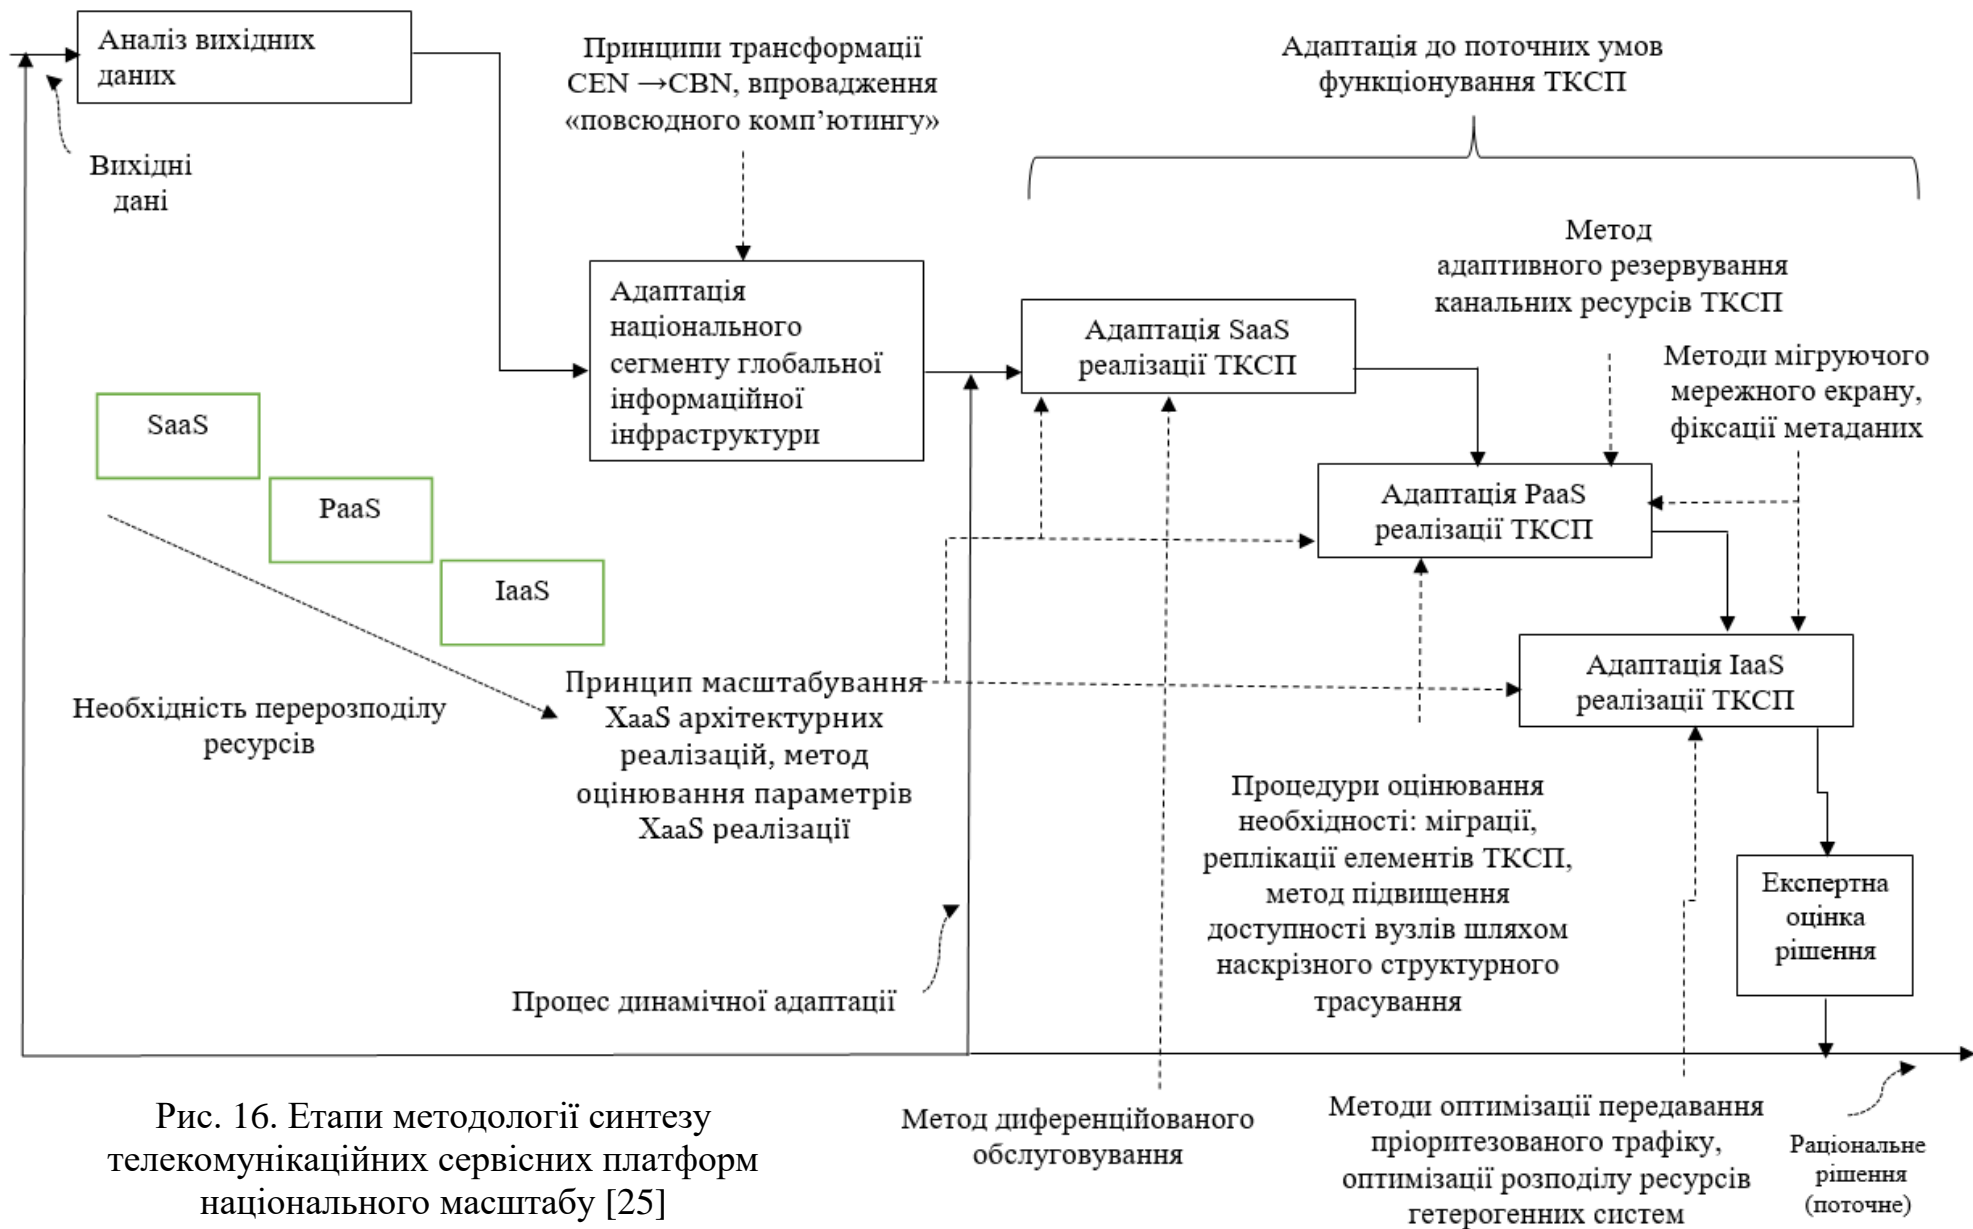 Аналіз вихідних
даних
Вихідні
дані
Принципи трансформації
CEN →CBN, впровадження
«повсюдного комп’ютингу»
Адаптація до поточних умов
функціонування ТКСП
Адаптація
національного
сегменту глобальної
інформаційної
інфраструктури
Адаптація SaaS
реалізації ТКСП
Метод
адаптивного резервування
канальних ресурсів ТКСП
Методи мігруючого
мережного екрану,
фіксації метаданих
SaaS
PaaS
IaaS
Адаптація PaaS
реалізації ТКСП
Адаптація IaaS
реалізації ТКСП
Необхідність перерозподілу
ресурсів
Принцип масштабування
XaaS архітектурних
реалізацій, метод
оцінювання параметрів
XaaS реалізації
Процедури оцінювання
необхідності: міграції,
реплікації елементів ТКСП,
метод підвищення
доступності вузлів шляхом
наскрізного структурного
трасування
Експертна
оцінка
рішення
Процес динамічної адаптації
Метод диференційованого
обслуговування
Методи оптимізації передавання
пріоритезованого трафіку,
оптимізації розподілу ресурсів
гетерогенних систем
Раціональне
рішення
(поточне)
Рис. 16. Етапи методології синтезу
телекомунікаційних сервісних платформ
національного масштабу [25]